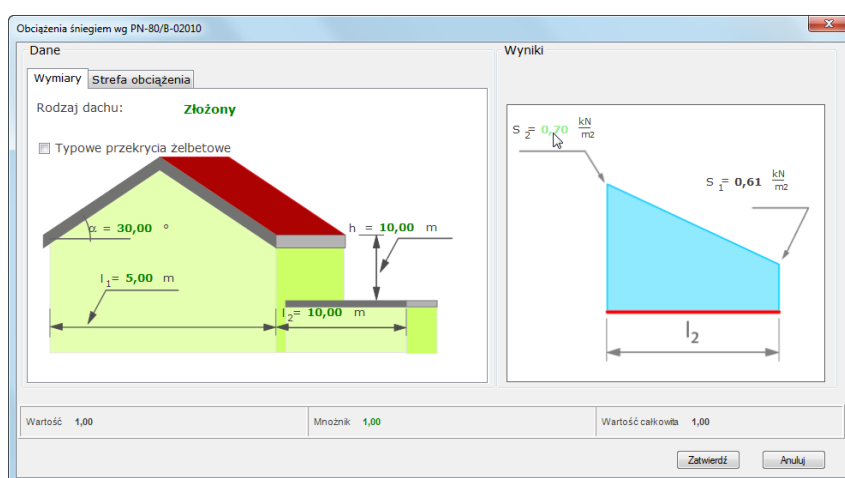 Obciążenia śniegiem wg PN-80/B-02010
x
Dane
Wymiary Strefa obciążenia
Rodzaj dachu: Złożony
Typowe przekrycia żelbetowe
α = 30,00 °
h = 10,00 m
l1= 5,00 m
l2= 10,00 m
Wyniki
S2= 0,70 kN/m2
S1= 0,61 kN/m2
l2
Wartość 1,00 Mnożnik 1,00 Wartość całkowita 1,00
Zatwierdź Anuluj